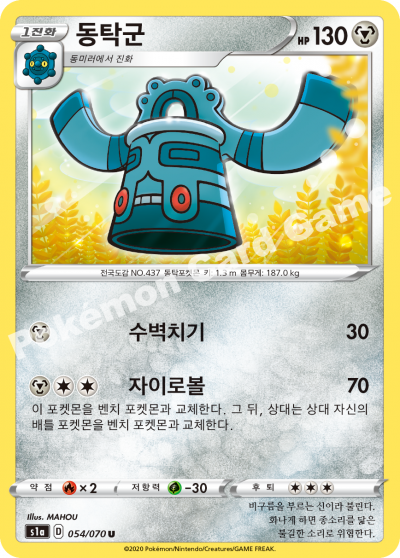 1진화 동탁군 HP 130
동미러에서 진화
전국도감 NO.437 동탁포켓몬 키: 1.3 m 몸무게: 187.0 kg
수벽치기 30
자이로볼 70
이 포켓몬을 벤치 포켓몬과 교체한다. 그 뒤, 상대는 상대 자신의
배틀 포켓몬을 벤치 포켓몬과 교체한다.
약점 ×2 저항력 -30 후퇴
Illus. MAHOU
s1a D 054/070 U
비구름을 부르는 신이라 불린다.
화나게 하면 종소리를 닮은
불길한 소리로 위협한다.
©2020 Pokémon/Nintendo/Creatures/GAME FREAK.
Pokémon Card Game